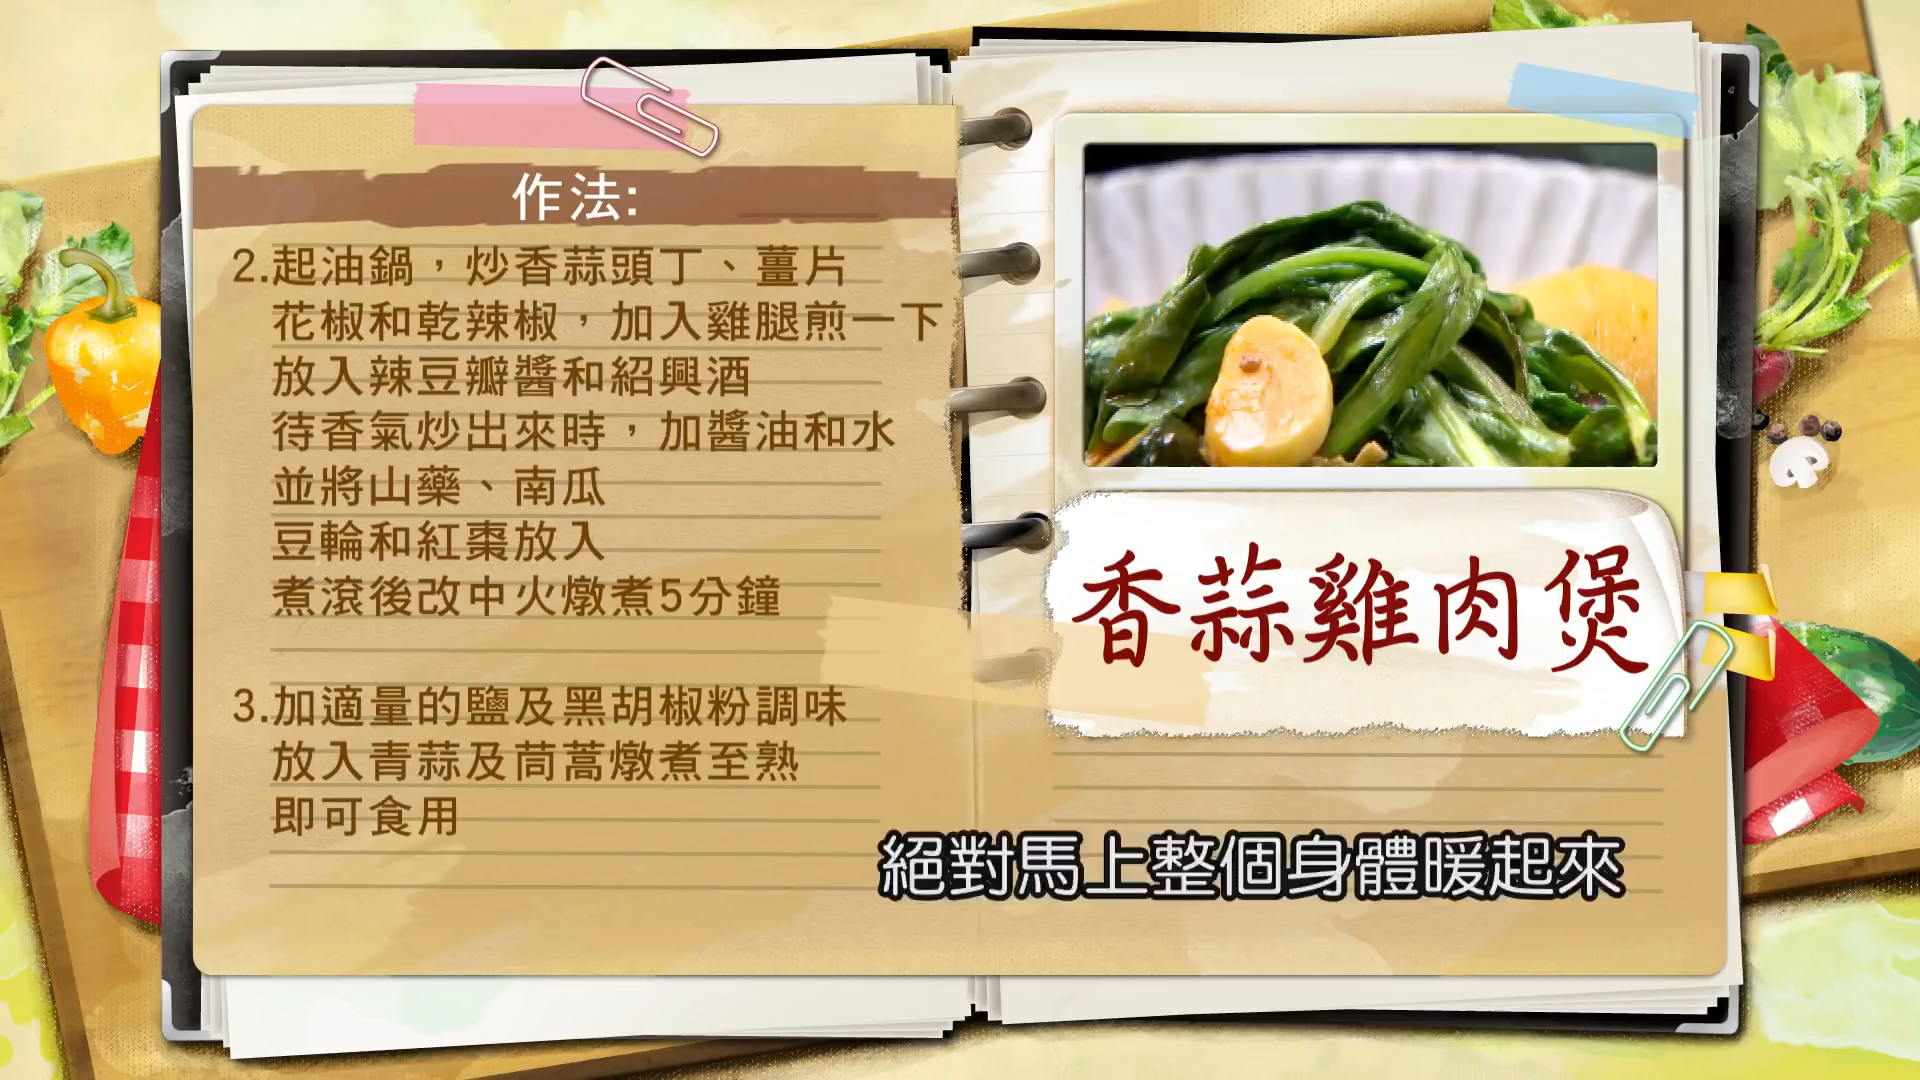 作法:
2.起油鍋，炒香蒜頭丁、薑片
花椒和乾辣椒，加入雞腿煎一下
放入辣豆瓣醬和紹興酒
待香氣炒出來時，加醬油和水
並將山藥、南瓜
豆輪和紅棗放入
煮滾後改中火燉煮5分鐘
3.加適量的鹽及黑胡椒粉調味
放入青蒜及茼蒿燉煮至熟
即可食用
香蒜雞肉煲
絕對馬上整個身體暖起來